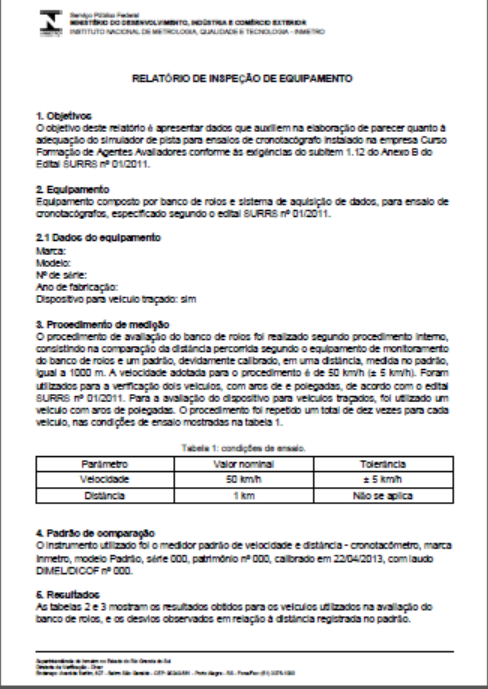 Serviço Público Federal
MINISTÉRIO DO DESENVOLVIMENTO, INDÚSTRIA E COMÉRCIO EXTERIOR
INSTITUTO NACIONAL DE METROLOGIA, QUALIDADE E TECNOLOGIA - INMETRO
RELATÓRIO DE INSPEÇÃO DE EQUIPAMENTO
1. Objetivos
O objetivo deste relatório é apresentar dados que auxiliem na elaboração de parecer quanto à
adequação do simulador de pista para ensaios de cronotacógrafo instalado na empresa Curso
Formação de Agentes Avaliadores conforme às exigências do subitem 1.12 do Anexo B do
Edital SURRS nº 01/2011.
2. Equipamento
Equipamento composto por banco de rolos e sistema de aquisição de dados, para ensaio de
cronotacógrafos, especificado segundo o edital SURRS nº 01/2011.
2.1 Dados do equipamento
Marca:
Modelo:
Nº de série:
Ano de fabricação:
Dispositivo para veículo traçado: sim
3. Procedimento de medição
O procedimento de avaliação do banco de rolos foi realizado segundo procedimento interno,
consistindo na comparação da distância percorrida segundo o equipamento de monitoramento
do banco de rolos e um padrão, devidamente calibrado, em uma distância, medida no padrão,
igual a 1000 m. A velocidade adotada para o procedimento é de 50 km/h (± 5 km/h). Foram
utilizados para a verificação dois veículos, com aros de e polegadas, de acordo com o edital
SURRS nº 01/2011. Para a avaliação do dispositivo para veículos traçados, foi utilizado um
veículo com aros de polegadas. O procedimento foi repetido um total de dez vezes para cada
veículo, nas condições de ensaio mostradas na tabela 1.
Tabela 1: condições de ensaio.
Parâmetro Valor nominal Tolerância
Velocidade 50 km/h ± 5 km/h
Distância 1 km Não se aplica
4. Padrão de comparação
O instrumento utilizado foi o medidor padrão de velocidade e distância - cronotacômetro, marca
Inmetro, modelo Padrão, série 000, patrimônio nº 000, calibrado em 22/04/2013, com laudo
DIMEL/DICOF nº 000.
5. Resultados
As tabelas 2 e 3 mostram os resultados obtidos para os veículos utilizados na avaliação do
banco de rolos, e os desvios observados em relação à distância registrada no padrão.
Superintendência do Inmetro no Estado do Rio Grande do Sul